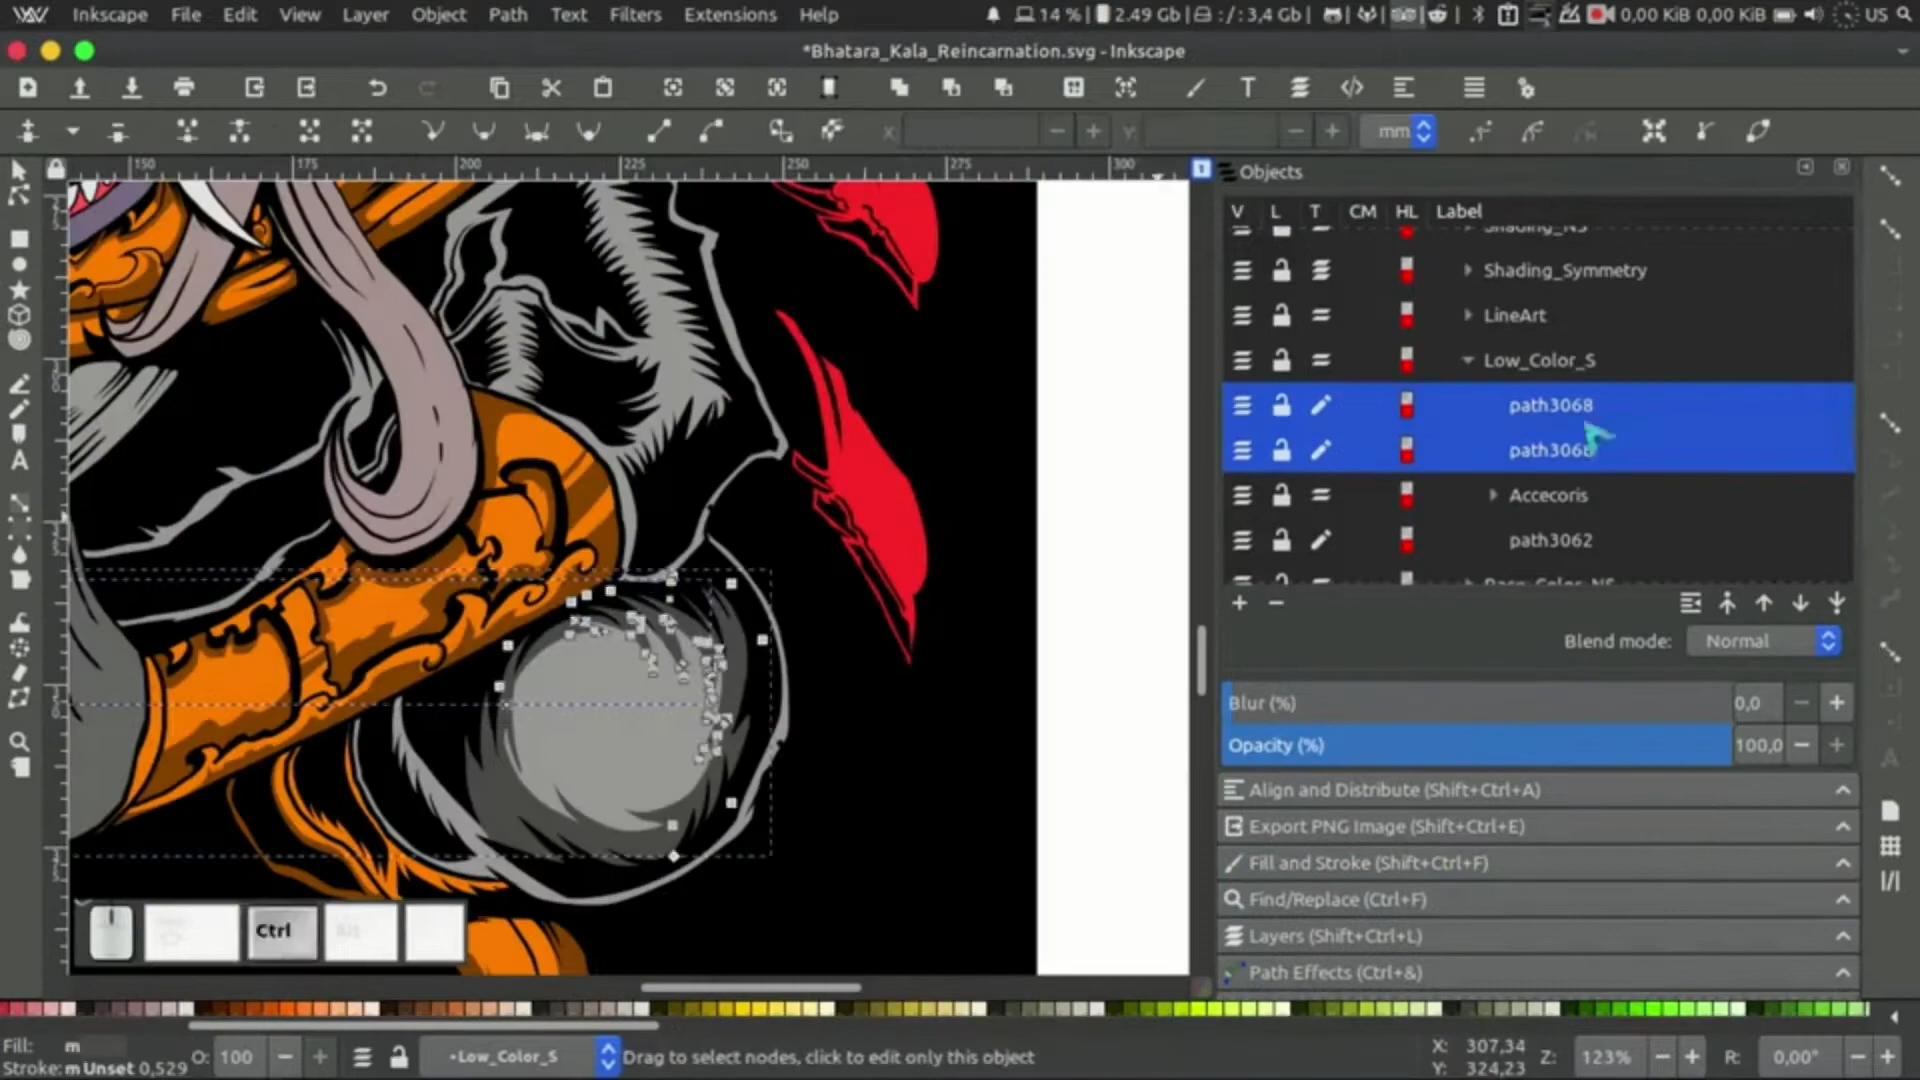 Inkscape File Edit View Layer Object Path Text Filters Extensions Help 14 % 2.49 Gb : /: 3,4 Gb 0,00 KiB 0,00 KiB US
*Bhatara_Kala_Reincarnation.svg - Inkscape
X: Y: mm
150 175 200 225 250 275 300
Objects
V L T CM HL Label
Shading_NS
Shading_Symmetry
LineArt
Low_Color_S
path3068
Accecoris
path3062
Blend mode: Normal
Blur (%) 0,0
Opacity (%) 100,0
Align and Distribute (Shift+Ctrl+A)
Export PNG Image (Shift+Ctrl+E)
Fill and Stroke (Shift+Ctrl+F)
Find/Replace (Ctrl+F)
Layers (Shift+Ctrl+L)
Path Effects (Ctrl+&)
Ctrl Alt
Fill: m
Stroke: m Unset 0,529
O: 100
•Low_Color_S
Drag to select nodes, click to edit only this object
X: 307,34
Y: 324,23
Z: 123%
R: 0,00°